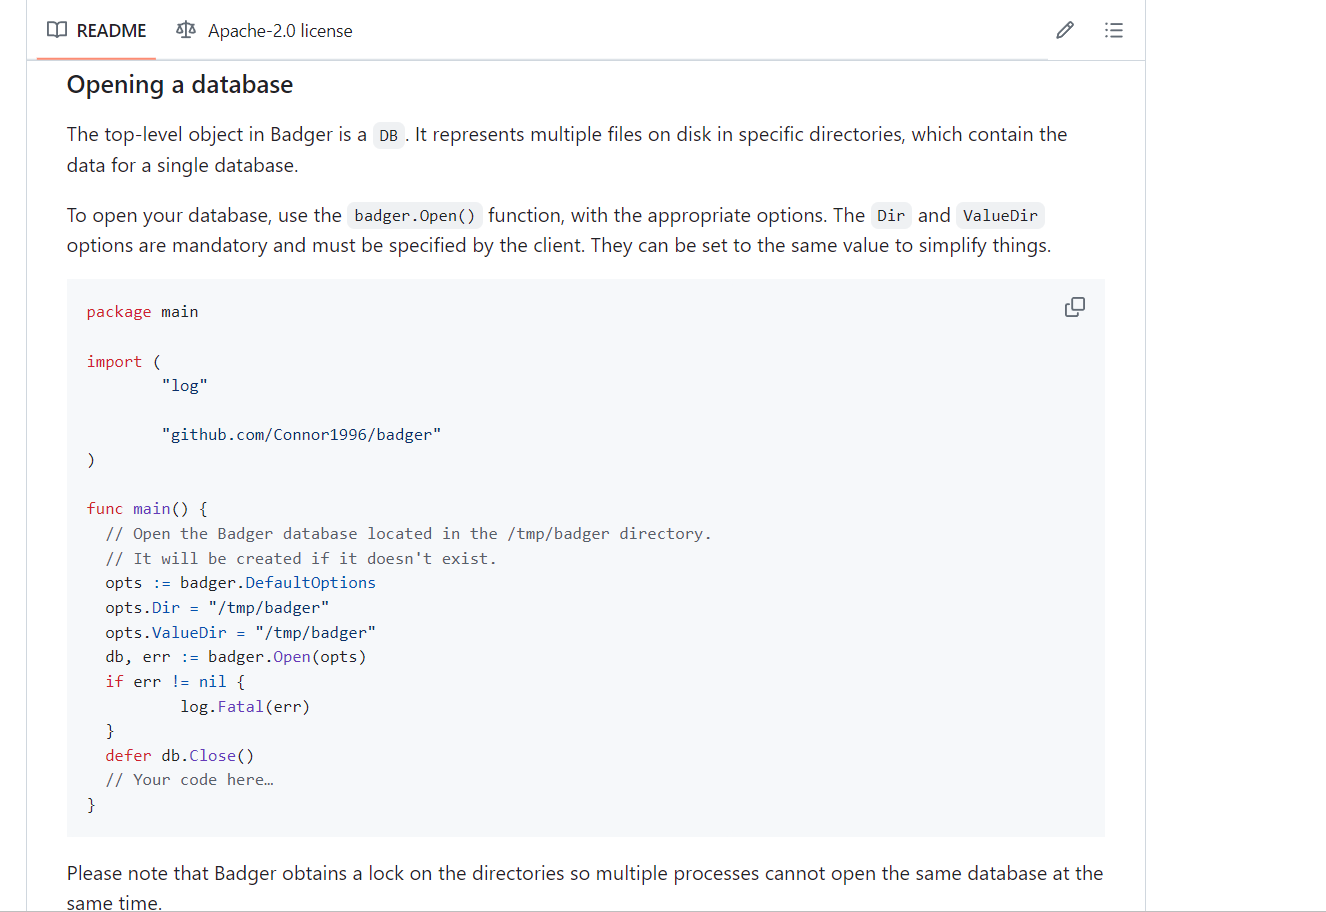 README Apache-2.0 license
Opening a database
The top-level object in Badger is a DB . It represents multiple files on disk in specific directories, which contain the
data for a single database.
To open your database, use the badger.Open() function, with the appropriate options. The Dir and ValueDir
options are mandatory and must be specified by the client. They can be set to the same value to simplify things.
package main
import (
"log"
"github.com/Connor1996/badger"
)
func main() {
// Open the Badger database located in the /tmp/badger directory.
// It will be created if it doesn't exist.
opts := badger.DefaultOptions
opts.Dir = "/tmp/badger"
opts.ValueDir = "/tmp/badger"
db, err := badger.Open(opts)
if err != nil {
log.Fatal(err)
}
defer db.Close()
// Your code here…
}
Please note that Badger obtains a lock on the directories so multiple processes cannot open the same database at the
same time.